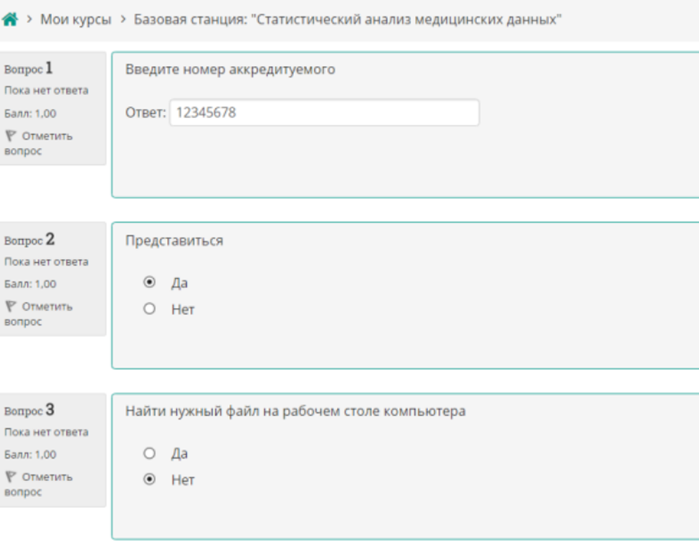 Мои курсы > Базовая станция: "Статистический анализ медицинских данных"
Вопрос 1
Пока нет ответа
Балл: 1,00
Отметить
вопрос
Введите номер аккредитуемого
Ответ: 12345678
Вопрос 2
Пока нет ответа
Балл: 1,00
Отметить
вопрос
Представиться
Да
Нет
Вопрос 3
Пока нет ответа
Балл: 1,00
Отметить
вопрос
Найти нужный файл на рабочем столе компьютера
Да
Нет